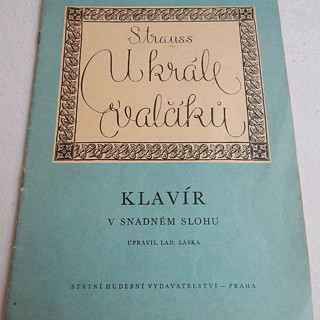 Strauss
U krále
valčíků
KLAVÍR
V SNADNÉM SLOHU
UPRAVIL LAD. LÁSKA
STÁTNÍ HUDEBNÍ VYDAVATELSTVÍ – PRAHA